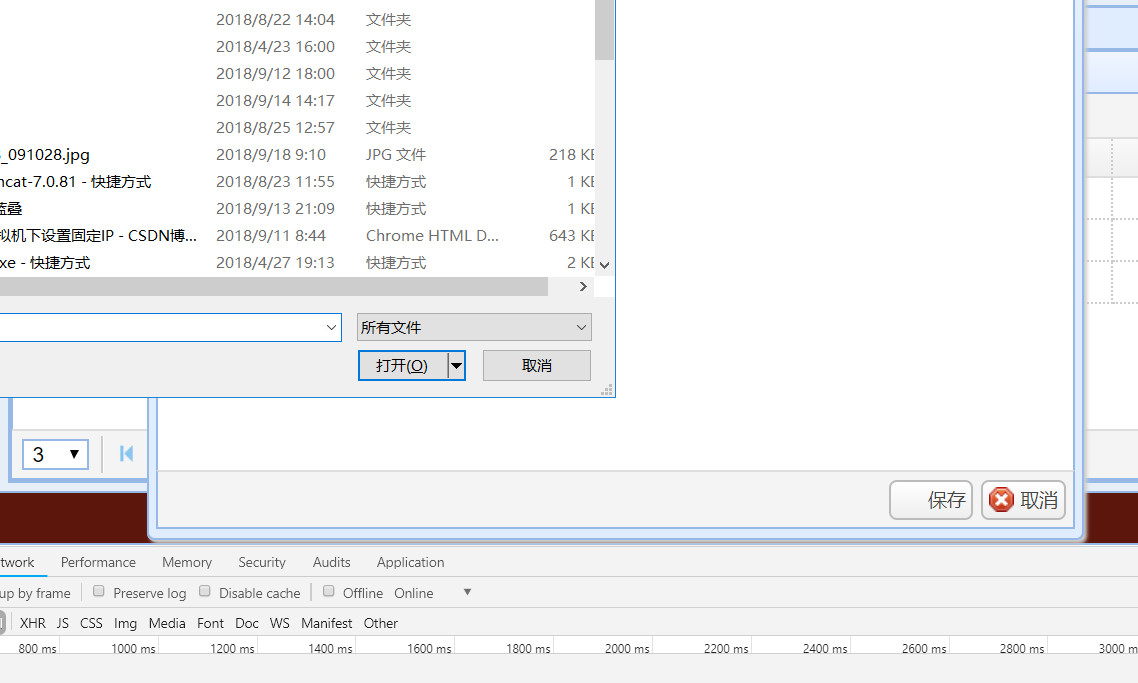 2018/8/22 14:04 文件夹
2018/4/23 16:00 文件夹
2018/9/12 18:00 文件夹
2018/9/14 14:17 文件夹
2018/8/25 12:57 文件夹
_091028.jpg 2018/9/18 9:10 JPG 文件 218 KB
cat-7.0.81 - 快捷方式 2018/8/23 11:55 快捷方式 1 KB
蓝叠 2018/9/13 21:09 快捷方式 1 KB
拟机下设置固定IP - CSDN博... 2018/9/11 8:44 Chrome HTML D... 643 KB
xe - 快捷方式 2018/4/27 19:13 快捷方式 2 KB
所有文件
打开(O) 取消
3
保存 取消
twork Performance Memory Security Audits Application
up by frame Preserve log Disable cache Offline Online
XHR JS CSS Img Media Font Doc WS Manifest Other
800 ms 1000 ms 1200 ms 1400 ms 1600 ms 1800 ms 2000 ms 2200 ms 2400 ms 2600 ms 2800 ms 3000 m